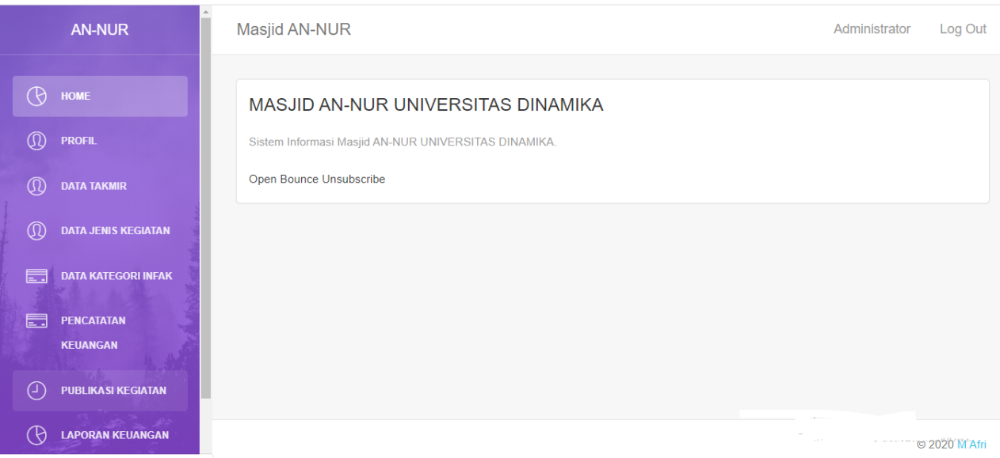 AN-NUR
HOME
PROFIL
DATA TAKMIR
DATA JENIS KEGIATAN
DATA KATEGORI INFAK
PENCATATAN
KEUANGAN
PUBLIKASI KEGIATAN
LAPORAN KEUANGAN
Masjid AN-NUR
Administrator Log Out
MASJID AN-NUR UNIVERSITAS DINAMIKA
Sistem Informasi Masjid AN-NUR UNIVERSITAS DINAMIKA.
Open Bounce Unsubscribe
© 2020 M Afri